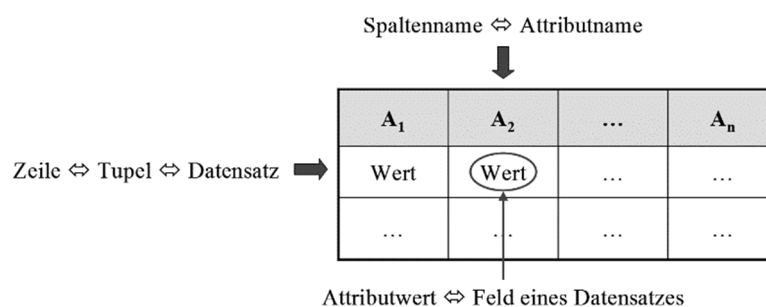 Spaltenname ⇔ Attributname
A₁ A₂ … Aₙ
Zeile ⇔ Tupel ⇔ Datensatz Wert Wert … …
… … … …
Attributwert ⇔ Feld eines Datensatzes